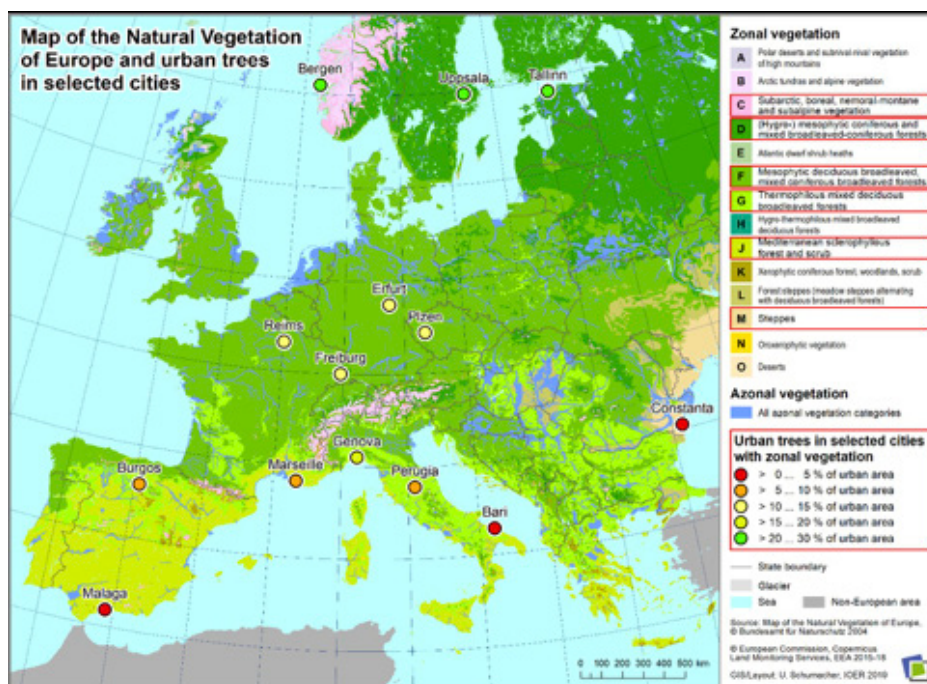 Map of the Natural Vegetation
of Europe and urban trees
in selected cities
Bergen
Uppsala
Tallinn
Erfurt
Plzen
Reims
Freiburg
Constanta
Genova
Marseille
Burgos
Perugia
Bari
Malaga
0 100 200 300 400 500 km
Zonal vegetation
A Polar deserts and subnival-nival vegetation
of high mountains
B Arctic tundras and alpine vegetation
C Subarctic, boreal, nemoral-montane
and subalpine vegetation
D (Hygro-) mesophytic coniferous and
mixed broadleaved-coniferous forests
E Atlantic dwarf shrub heaths
F Mesophytic deciduous broadleaved,
mixed coniferous broadleaved forests
G Thermophilous mixed deciduous
broadleaved forests
H Hygro-thermophilous mixed broadleaved
deciduous forests
J Mediterranean sclerophyllous
forest and scrub
K Xerophytic coniferous forest, woodlands, scrub
L Forest steppes (meadow steppes alternating
with deciduous broadleaved forests)
M Steppes
N Oroxerophytic vegetation
O Deserts
Azonal vegetation
All azonal vegetation categories
Urban trees in selected cities
with zonal vegetation
> 0 ... 5 % of urban area
> 5 ... 10 % of urban area
> 10 ... 15 % of urban area
> 15 ... 20 % of urban area
> 20 ... 30 % of urban area
State boundary
Glacier
Sea
Non-European area
Source: Map of the Natural Vegetation of Europe,
© Bundesamt für Naturschutz 2004
© European Commission, Copernicus
Land Monitoring Services, EEA 2015-18
GIS/Layout: U. Schumacher, IOER 2019